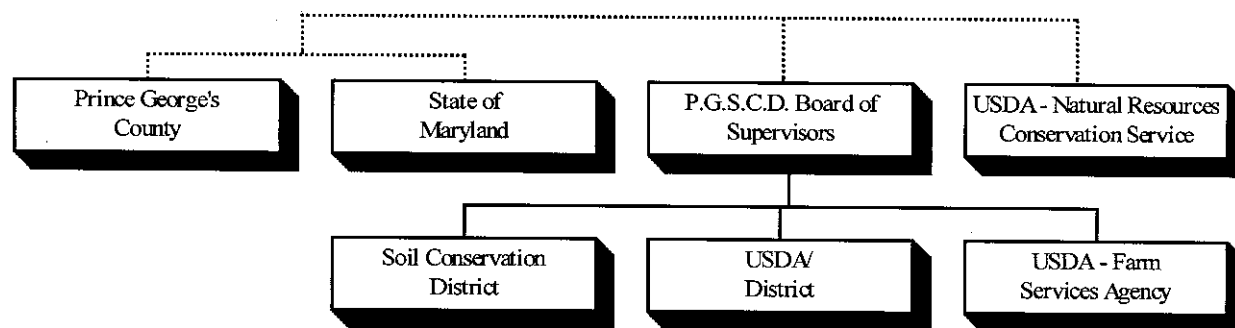 Prince George's
County
State of
Maryland
P.G.S.C.D. Board of
Supervisors
USDA - Natural Resources
Conservation Service
Soil Conservation
District
USDA/
District
USDA - Farm
Services Agency